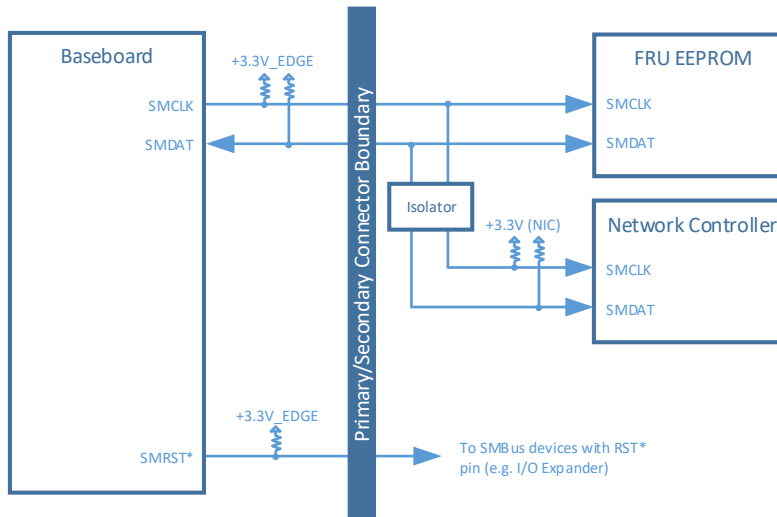 Baseboard
+3.3V_EDGE
SMCLK
SMDAT
+3.3V_EDGE
SMRST*
Primary/Secondary Connector Boundary
FRU EEPROM
SMCLK
SMDAT
Isolator
+3.3V (NIC)
Network Controller
SMCLK
SMDAT
To SMBus devices with RST*
pin (e.g. I/O Expander)